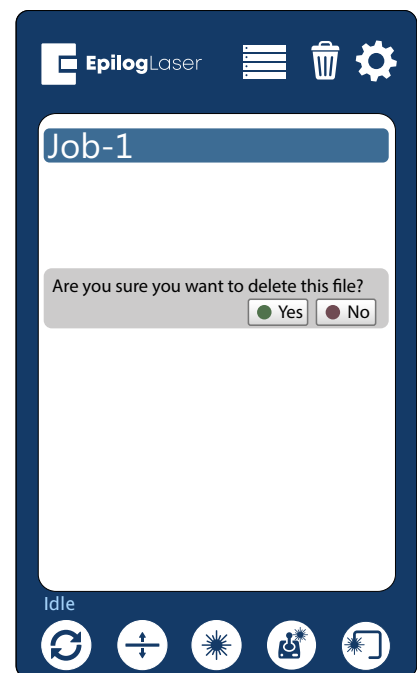 EpilogLaser
Job-1
Are you sure you want to delete this file?
Yes No
Idle